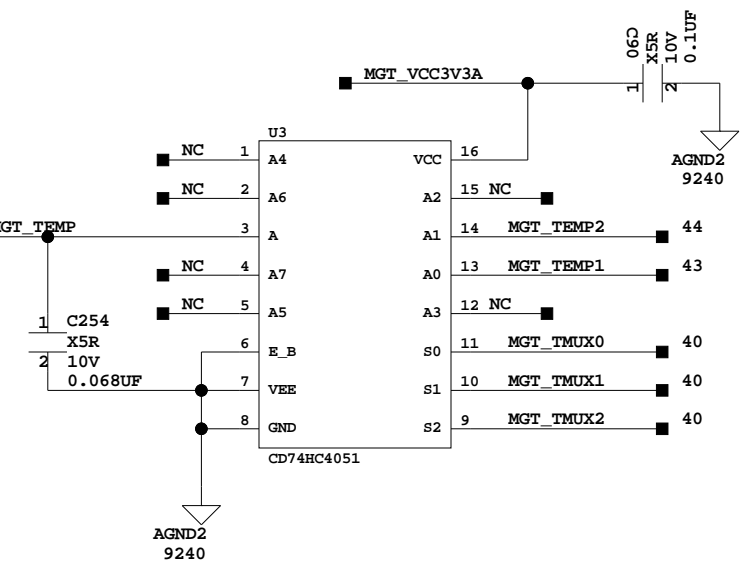 C90
X5R
10V
0.1UF
MGT_VCC3V3A
1
2
AGND2
9240
U3
NC 1 A4
VCC 16
NC 2 A6
A2 15 NC
GT_TEMP 3 A
A1 14 MGT_TEMP2 44
NC 4 A7
A0 13 MGT_TEMP1 43
NC 5 A5
A3 12 NC
1 C254
X5R
2 10V
0.068UF
6 E_B
S0 11 MGT_TMUX0 40
7 VEE
S1 10 MGT_TMUX1 40
8 GND
S2 9 MGT_TMUX2 40
CD74HC4051
AGND2
9240